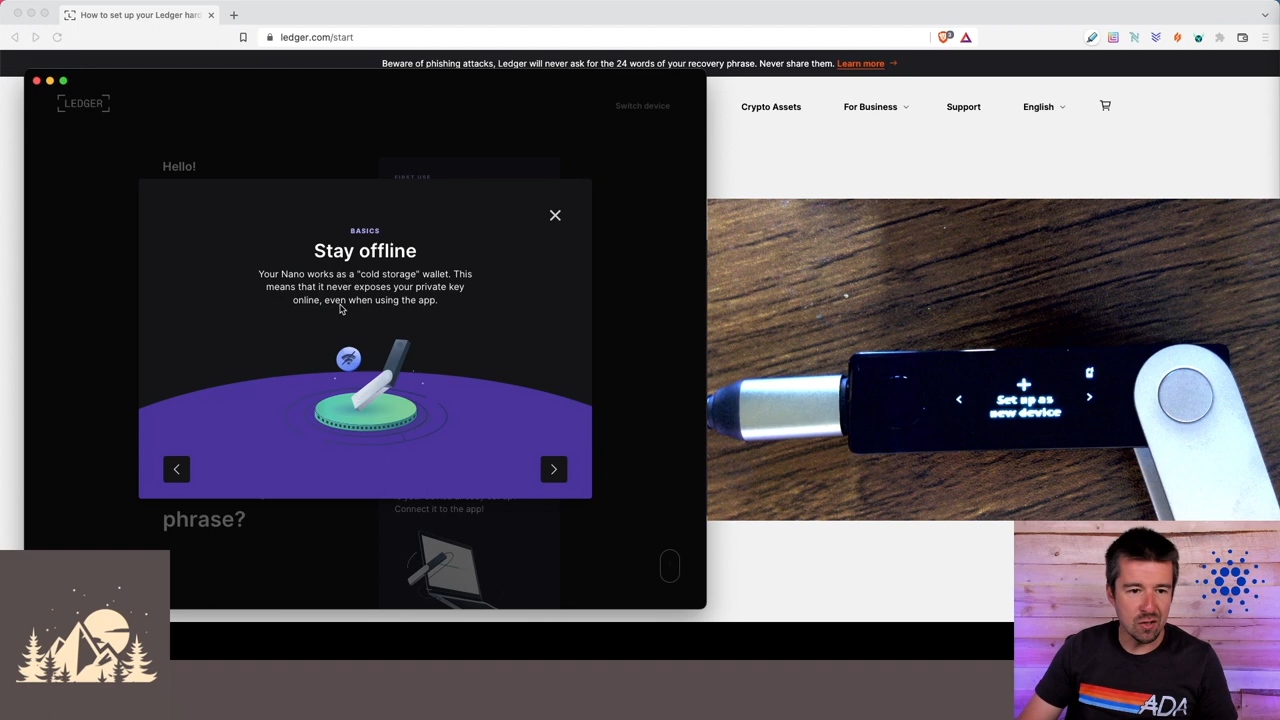 How to set up your Ledger hard
ledger.com/start
Beware of phishing attacks, Ledger will never ask for the 24 words of your recovery phrase. Never share them. Learn more
LEDGER
Switch device
Crypto Assets
For Business
Support
English
Hello!
FIRST USE
BASICS
Stay offline
Your Nano works as a "cold storage" wallet. This
means that it never exposes your private key
online, even when using the app.
Set up as
new device
phrase?
Connect it to the app!
ADA